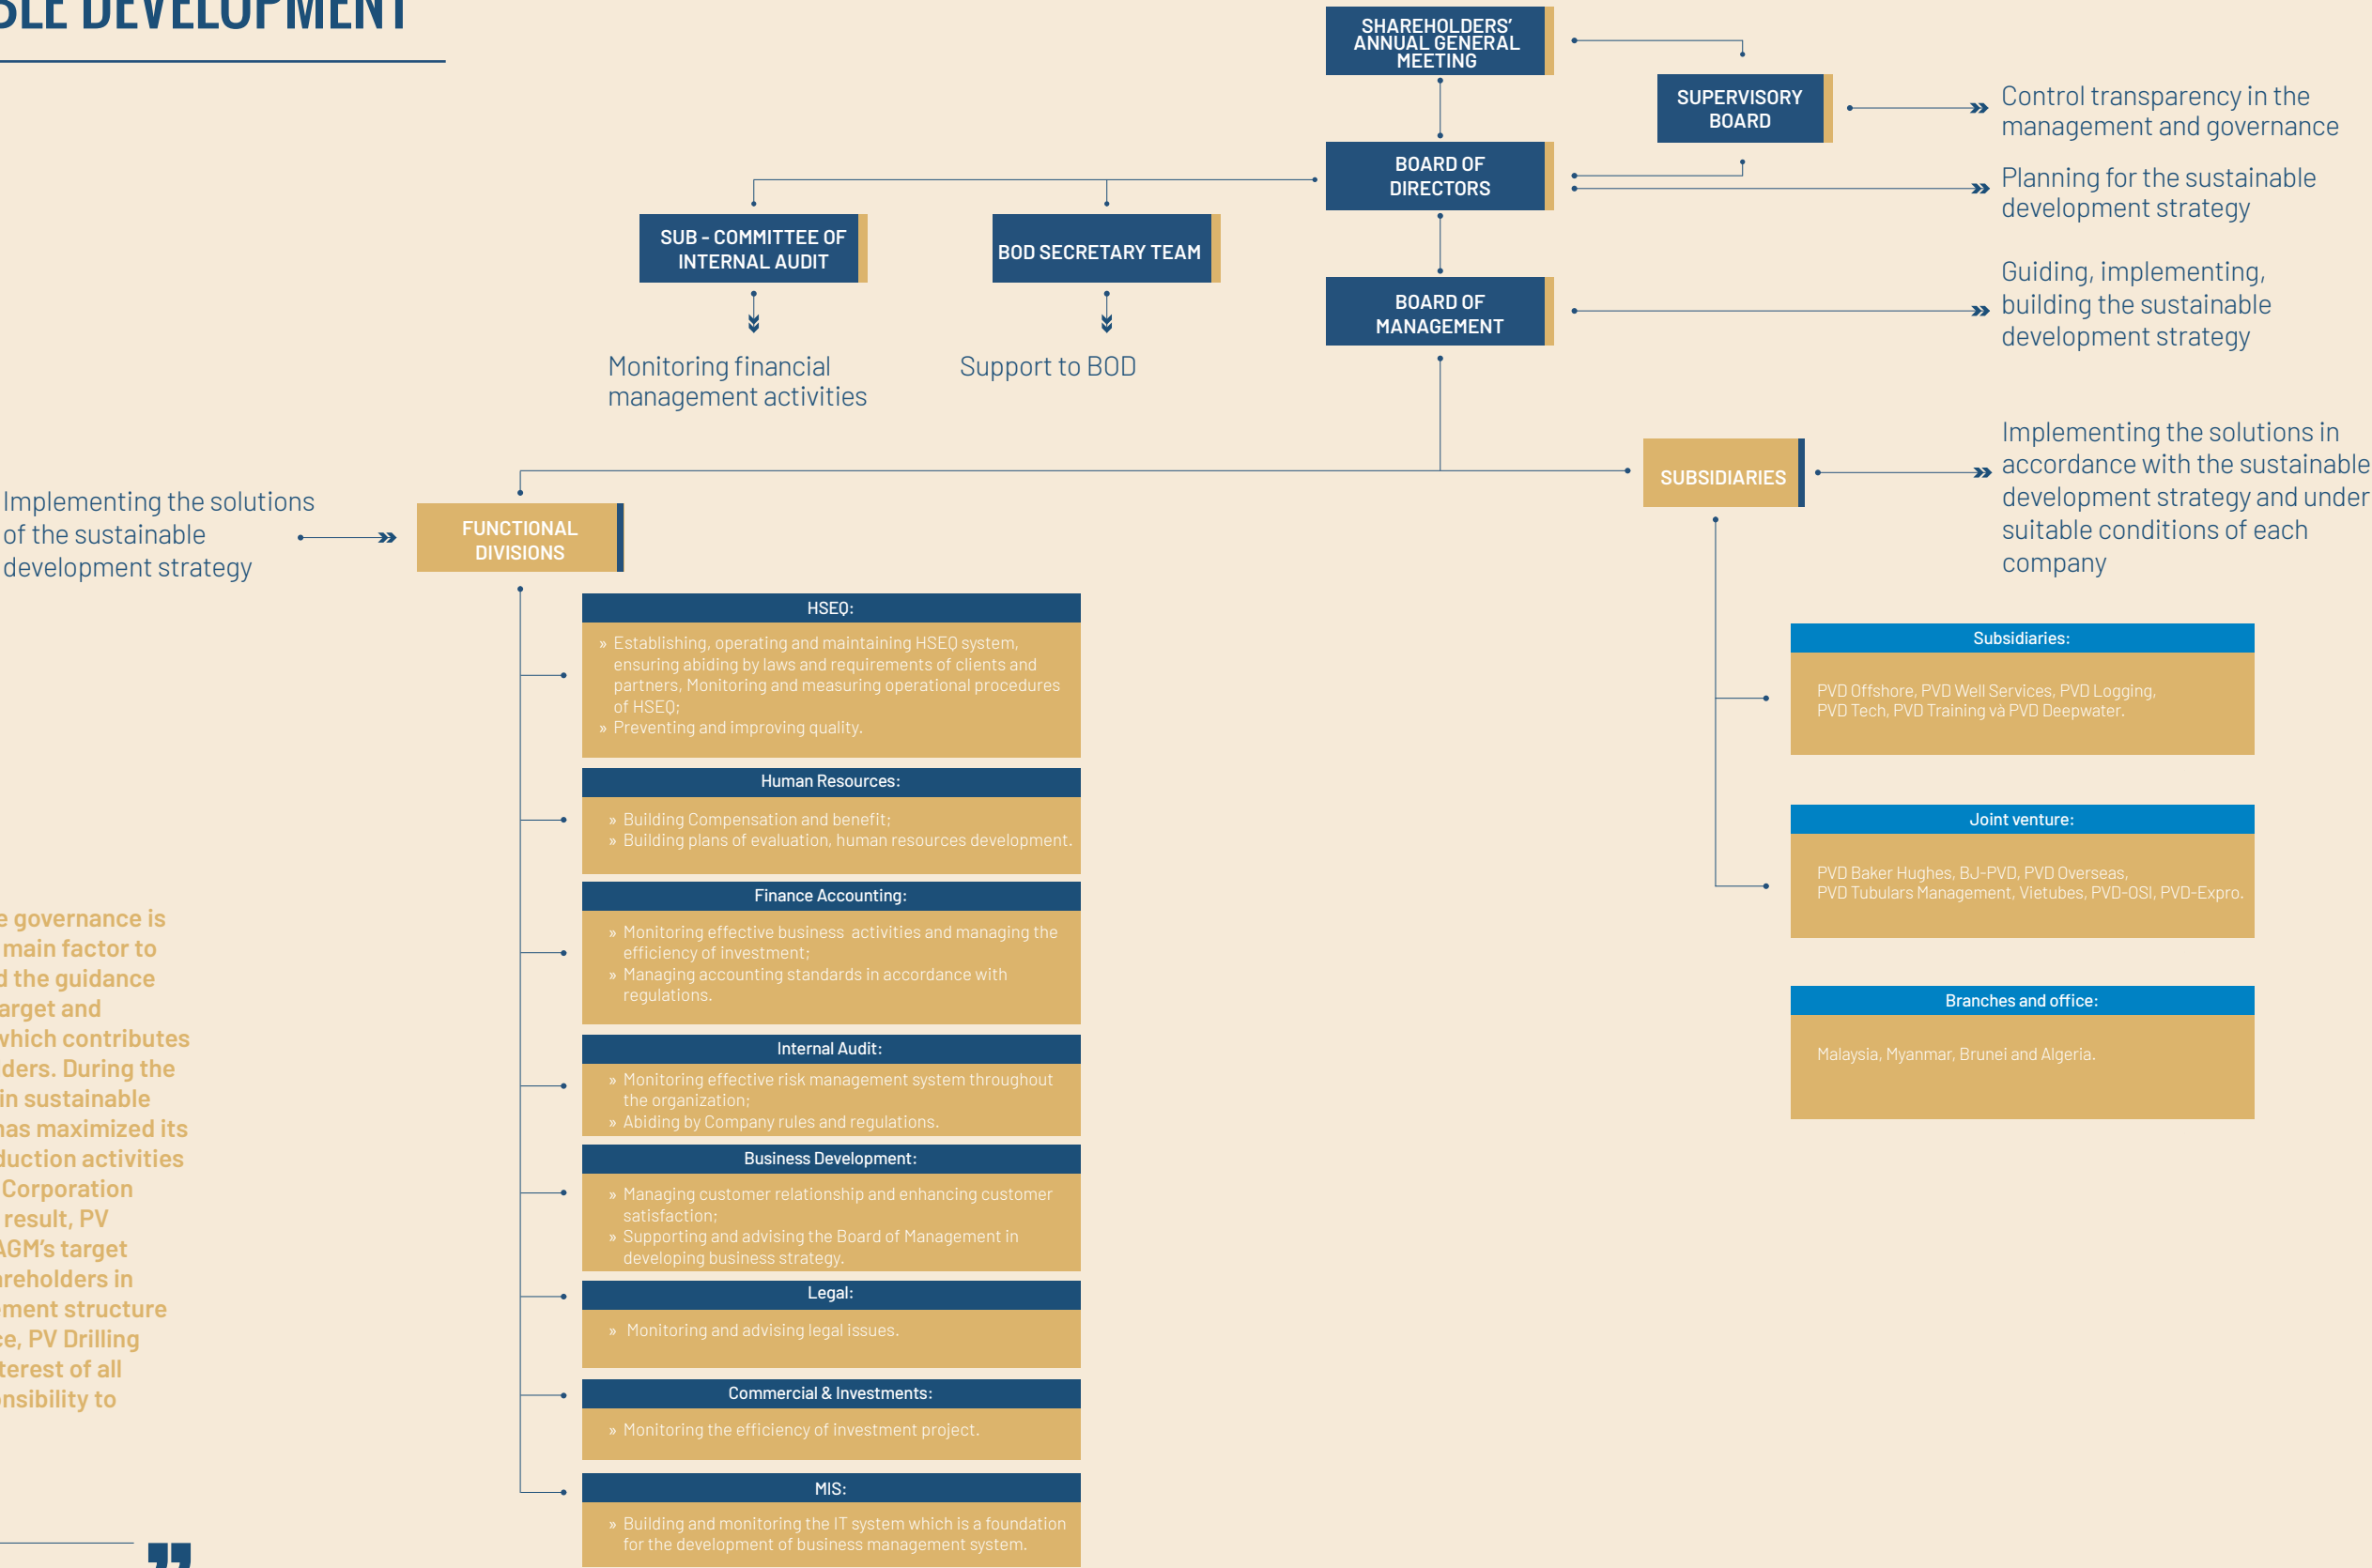 BLE DEVELOPMENT
SHAREHOLDERS’
ANNUAL GENERAL
MEETING
SUPERVISORY
BOARD
Control transparency in the
management and governance
BOARD OF
DIRECTORS
Planning for the sustainable
development strategy
SUB - COMMITTEE OF
INTERNAL AUDIT
BOD SECRETARY TEAM
BOARD OF
MANAGEMENT
Guiding, implementing,
building the sustainable
development strategy
Monitoring financial
management activities
Support to BOD
Implementing the solutions
of the sustainable
development strategy
FUNCTIONAL
DIVISIONS
SUBSIDIARIES
Implementing the solutions in
accordance with the sustainable
development strategy and under
suitable conditions of each
company
HSEQ:
» Establishing, operating and maintaining HSEQ system,
ensuring abiding by laws and requirements of clients and
partners, Monitoring and measuring operational procedures
of HSEQ;
» Preventing and improving quality.
Human Resources:
» Building Compensation and benefit;
» Building plans of evaluation, human resources development.
Finance Accounting:
» Monitoring effective business activities and managing the
efficiency of investment;
» Managing accounting standards in accordance with
regulations.
Internal Audit:
» Monitoring effective risk management system throughout
the organization;
» Abiding by Company rules and regulations.
Business Development:
» Managing customer relationship and enhancing customer
satisfaction;
» Supporting and advising the Board of Management in
developing business strategy.
Legal:
» Monitoring and advising legal issues.
Commercial & Investments:
» Monitoring the efficiency of investment project.
MIS:
» Building and monitoring the IT system which is a foundation
for the development of business management system.
Subsidiaries:
PVD Offshore, PVD Well Services, PVD Logging,
PVD Tech, PVD Training và PVD Deepwater.
Joint venture:
PVD Baker Hughes, BJ-PVD, PVD Overseas,
PVD Tubulars Management, Vietubes, PVD-OSI, PVD-Expro.
Branches and office:
Malaysia, Myanmar, Brunei and Algeria.
e governance is
main factor to
d the guidance
arget and
which contributes
ders. During the
in sustainable
has maximized its
duction activities
Corporation
result, PV
AGM’s target
areholders in
ement structure
ce, PV Drilling
terest of all
onsibility to
”